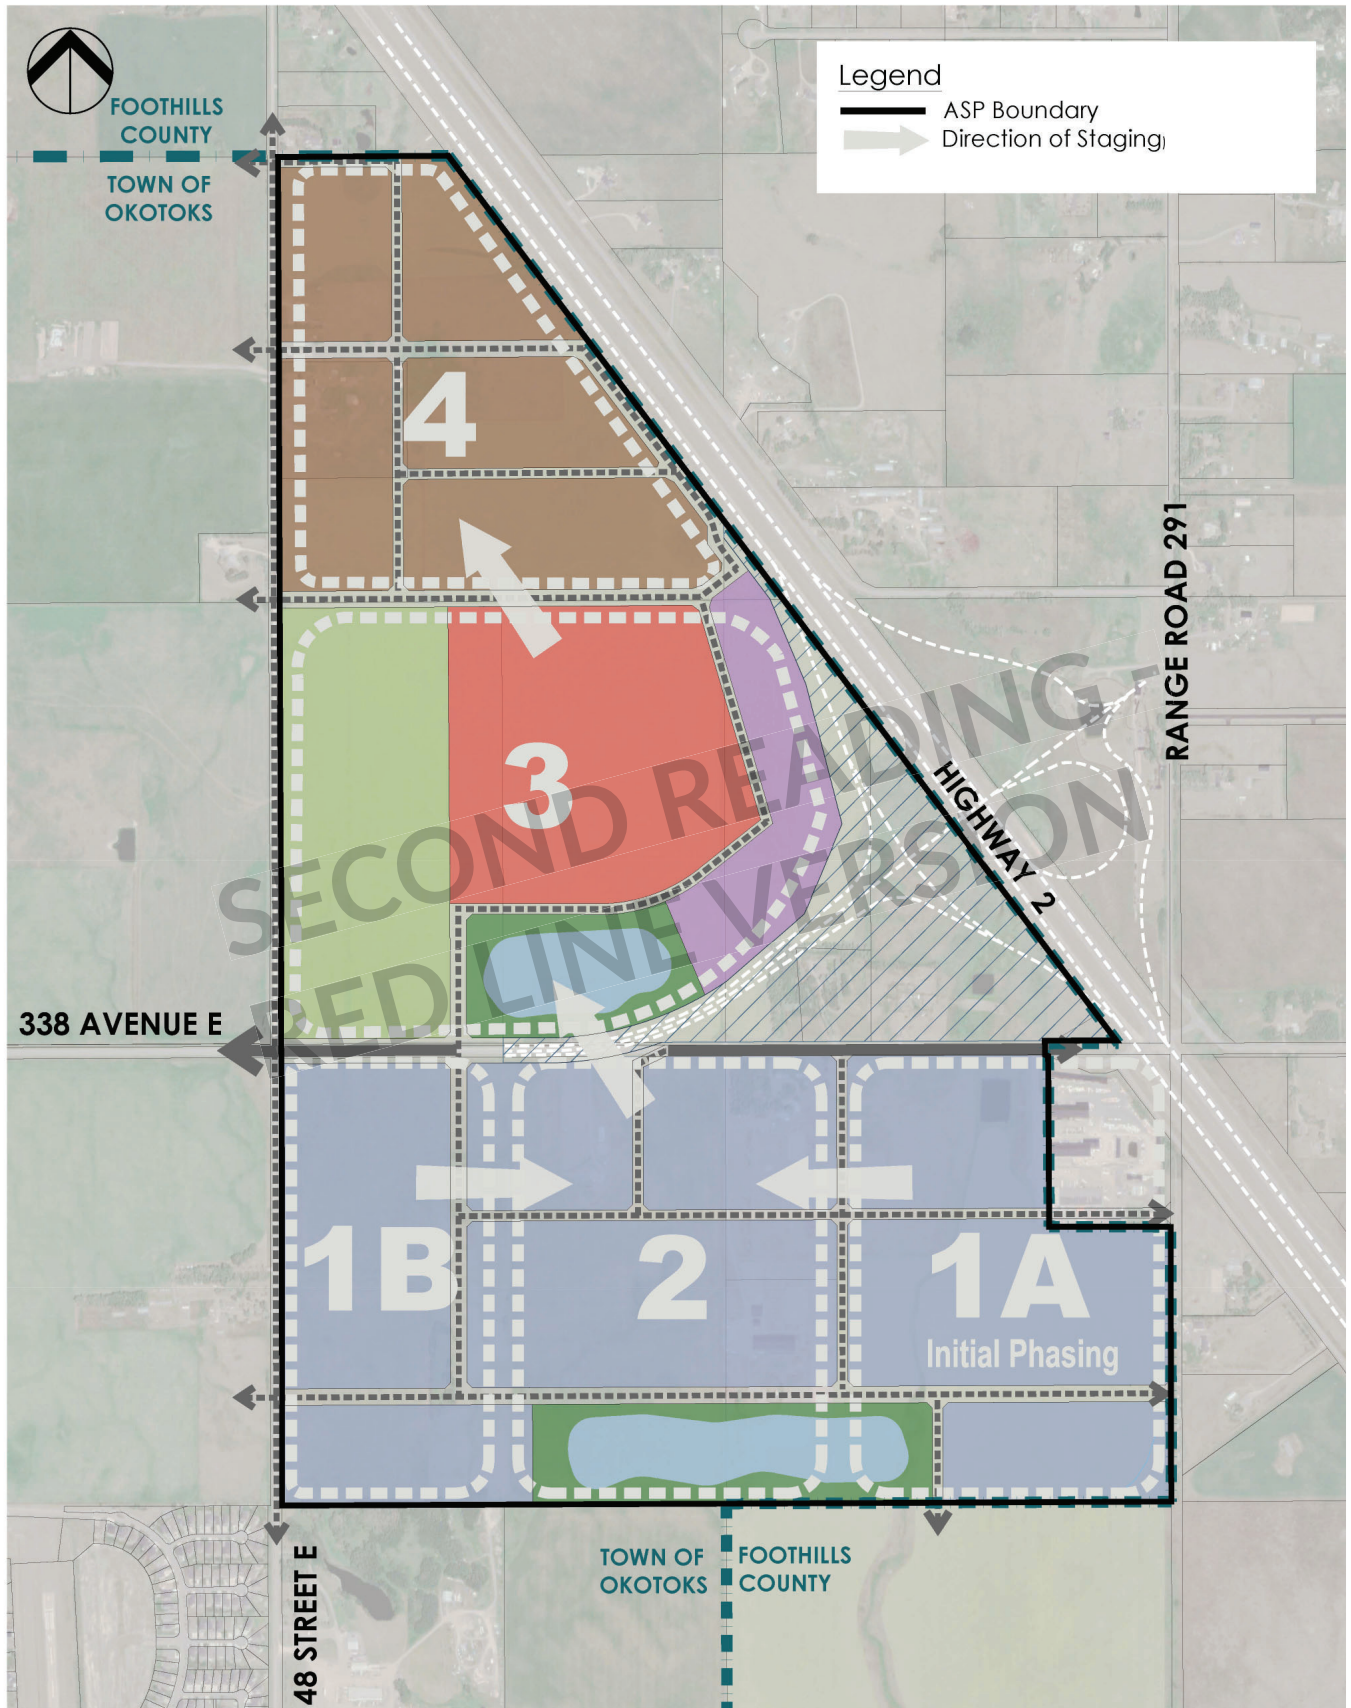 Legend
ASP Boundary
Direction of Staging
FOOTHILLS
COUNTY
TOWN OF
OKOTOKS
4
RANGE ROAD 291
3
HIGHWAY 2
SECOND READING -
RED LINE VERSION
338 AVENUE E
1B
2
1A
Initial Phasing
48 STREET E
TOWN OF
OKOTOKS
FOOTHILLS
COUNTY